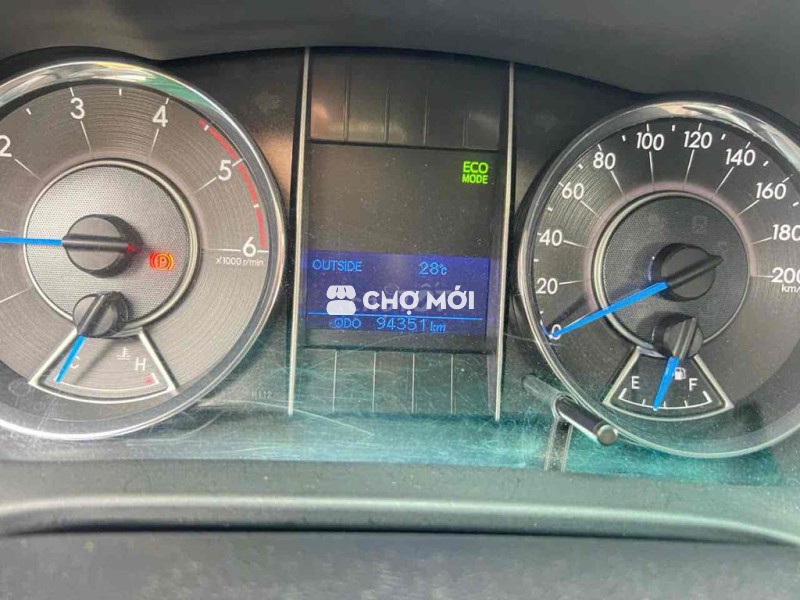 2 3 4 5 6
x1000 r/min
C H
ECO
MODE
OUTSIDE 28°C
CHỢ MỚI
ODO 94351 km
0 20 40 60 80 100 120 140 160 180 200
km/
E F